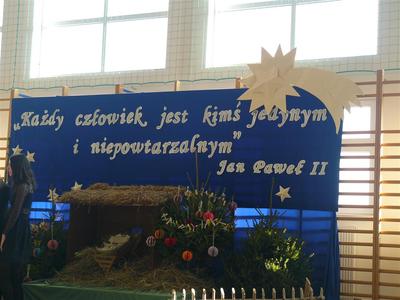 „Każdy człowiek jest kimś jedynym
i niepowtarzalnym”
Jan Paweł II